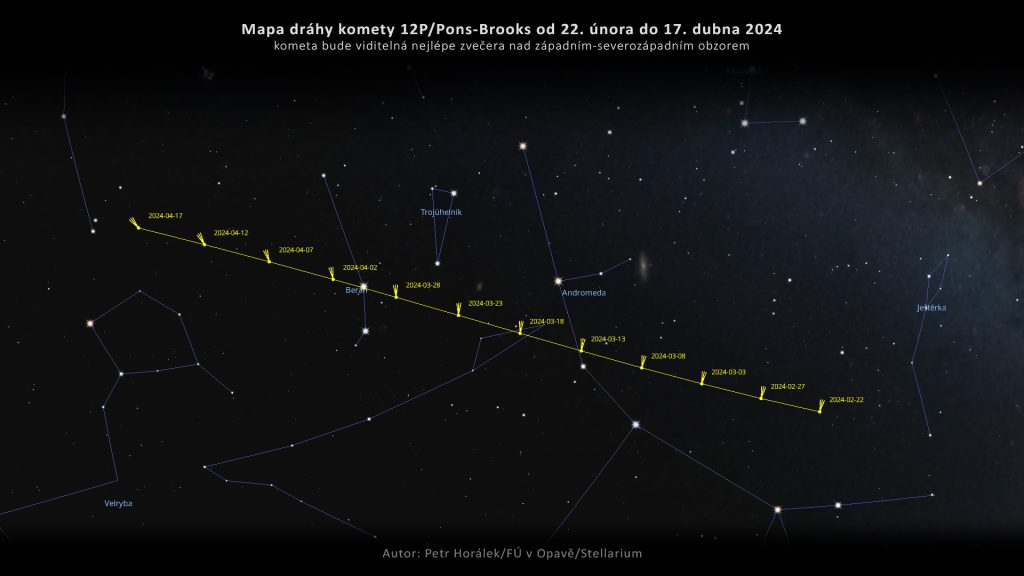 Mapa dráhy komety 12P/Pons-Brooks od 22. února do 17. dubna 2024
kometa bude viditelná nejlépe zvečera nad západním-severozápadním obzorem
Trojúhelník
2024-04-17
2024-04-12
2024-04-07
2024-04-02
Beran
2024-03-28
Andromeda
2024-03-23
Ještěrka
2024-03-18
2024-03-13
2024-03-08
2024-03-03
2024-02-27
2024-02-22
Velryba
Autor: Petr Horálek/FÚ v Opavě/Stellarium